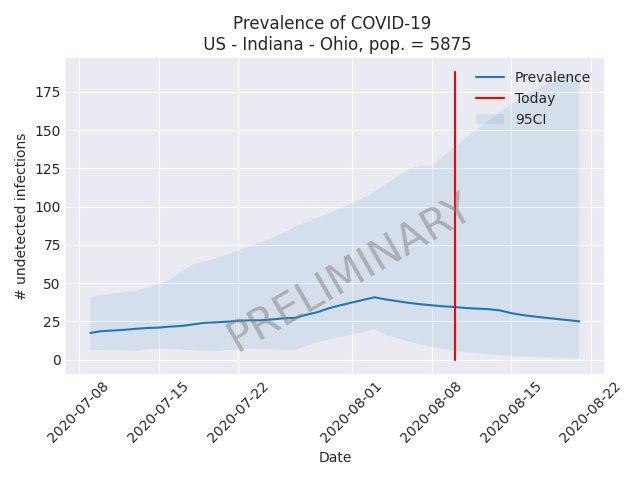 Prevalence of COVID-19
US - Indiana - Ohio, pop. = 5875
Prevalence
Today
95CI
175
150
125
100
75
50
25
0
# undetected infections
PRELIMINARY
2020-07-08
2020-07-15
2020-07-22
2020-08-01
2020-08-08
2020-08-15
2020-08-22
Date